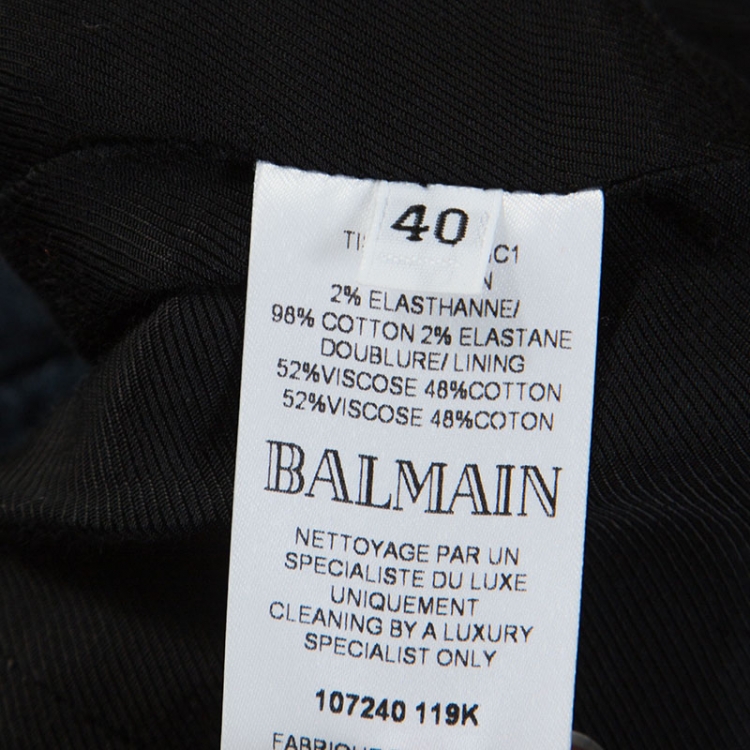 40
C1
2% ELASTHANNE/
98% COTTON 2% ELASTANE
DOUBLURE/ LINING
52%VISCOSE 48%COTTON
52%VISCOSE 48%COTON
BALMAIN
NETTOYAGE PAR UN
SPECIALISTE DU LUXE
UNIQUEMENT
CLEANING BY A LUXURY
SPECIALIST ONLY
107240 119K